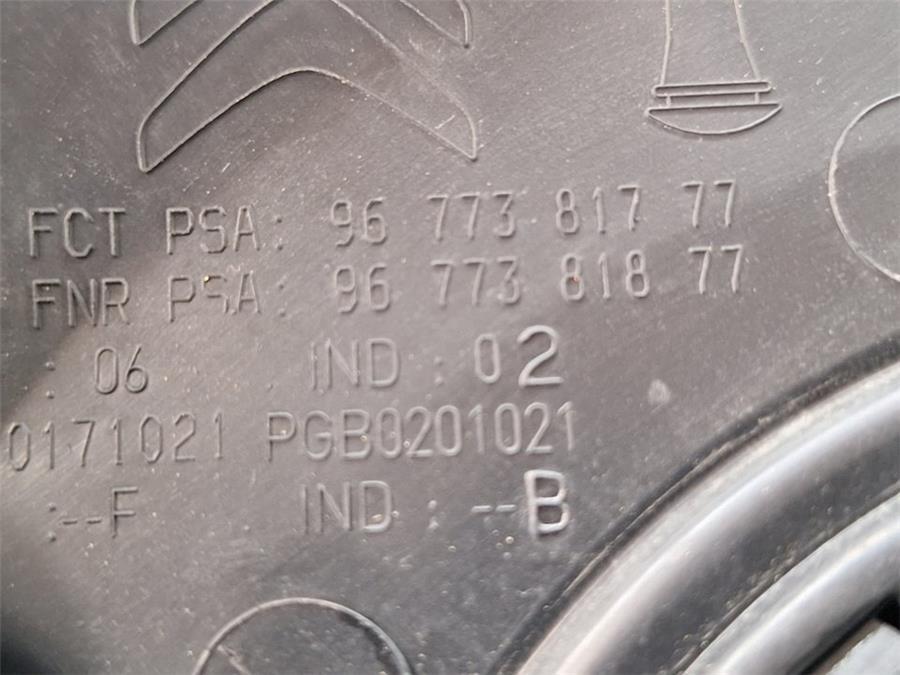 FCT PSA: 96 773 817 77
FNR PSA: 96 773 818 77
: 06 IND : 02
0171021 PGB0201021
:--F IND : --B